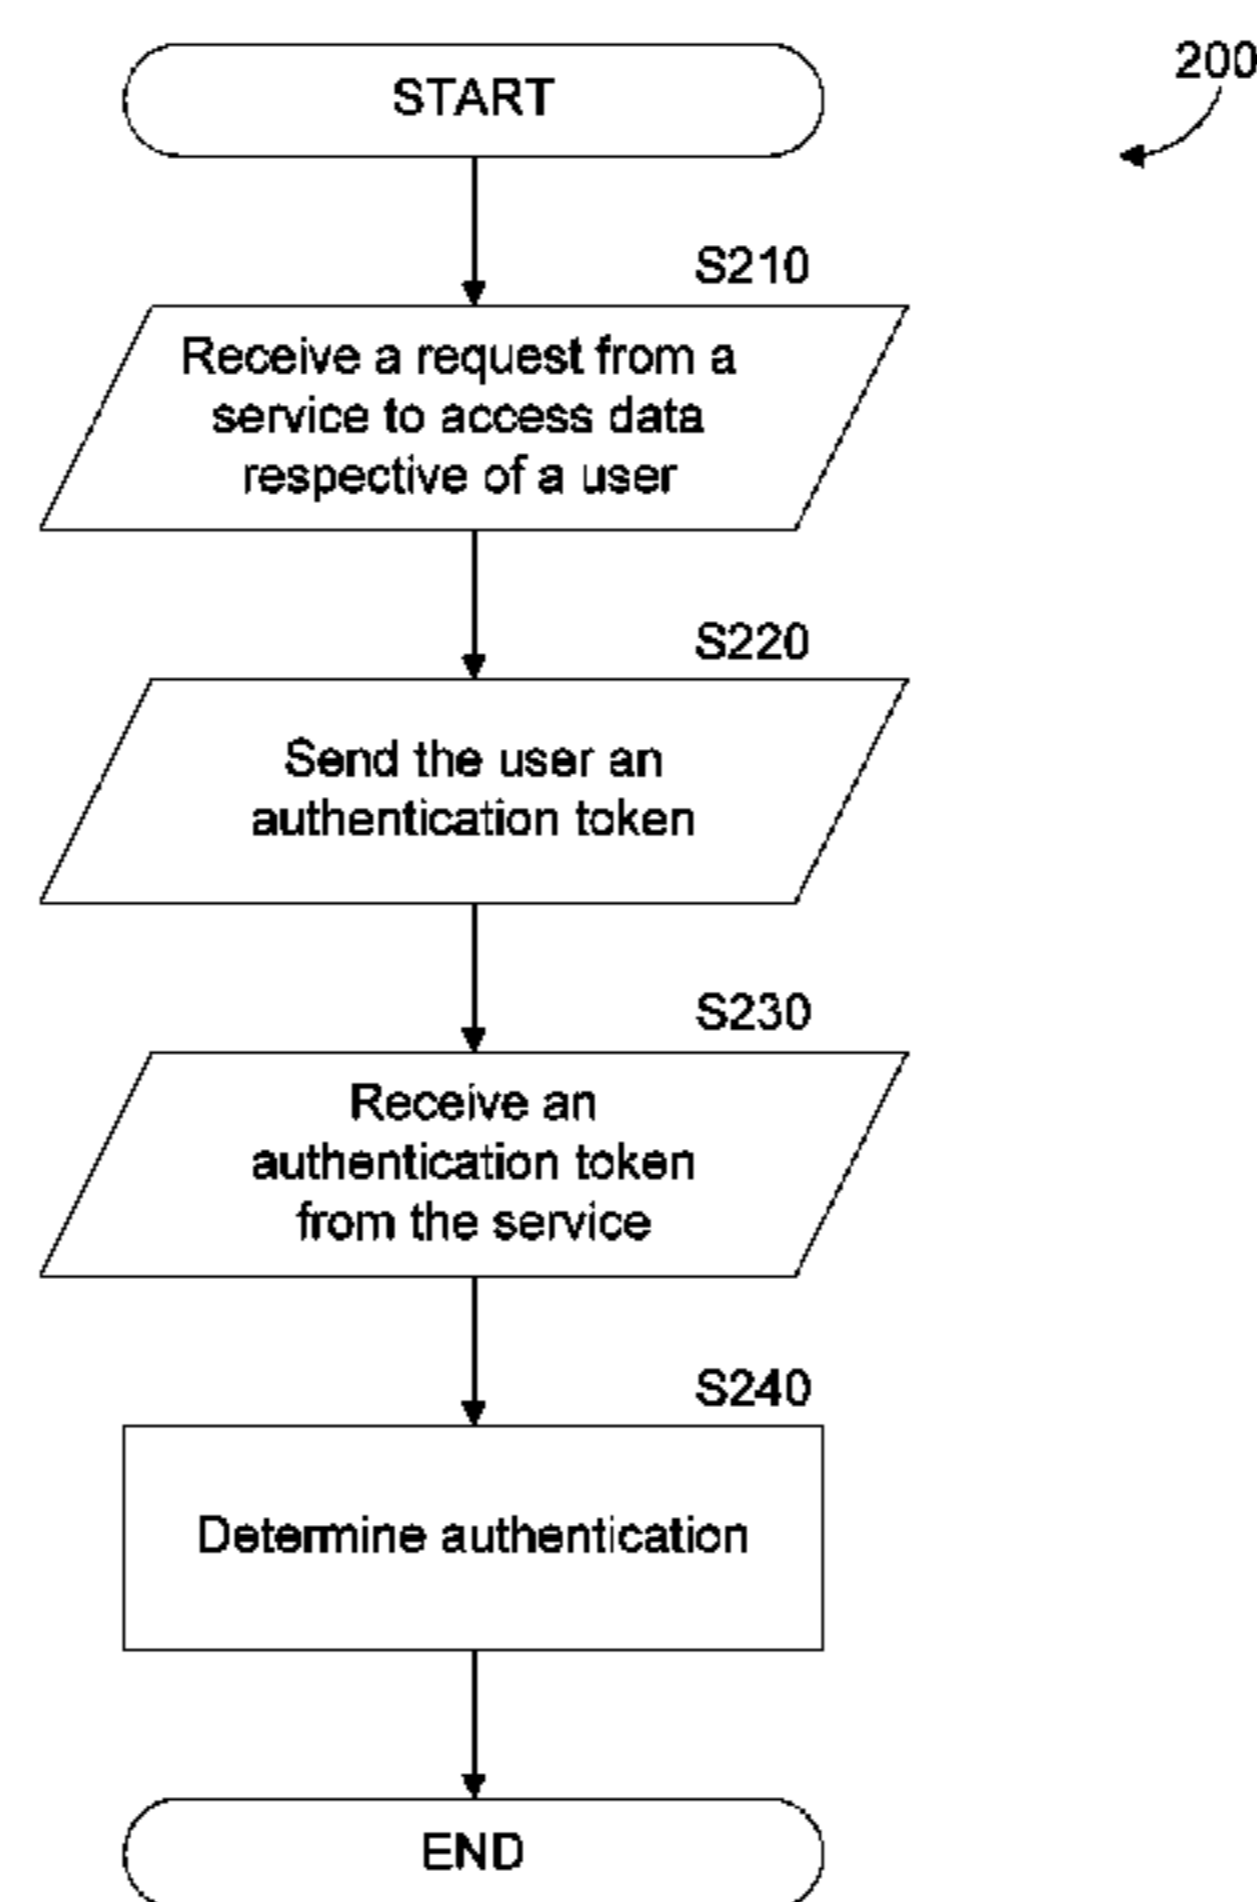 START
200
S210
Receive a request from a
service to access data
respective of a user
S220
Send the user an
authentication token
S230
Receive an
authentication token
from the service
S240
Determine authentication
END